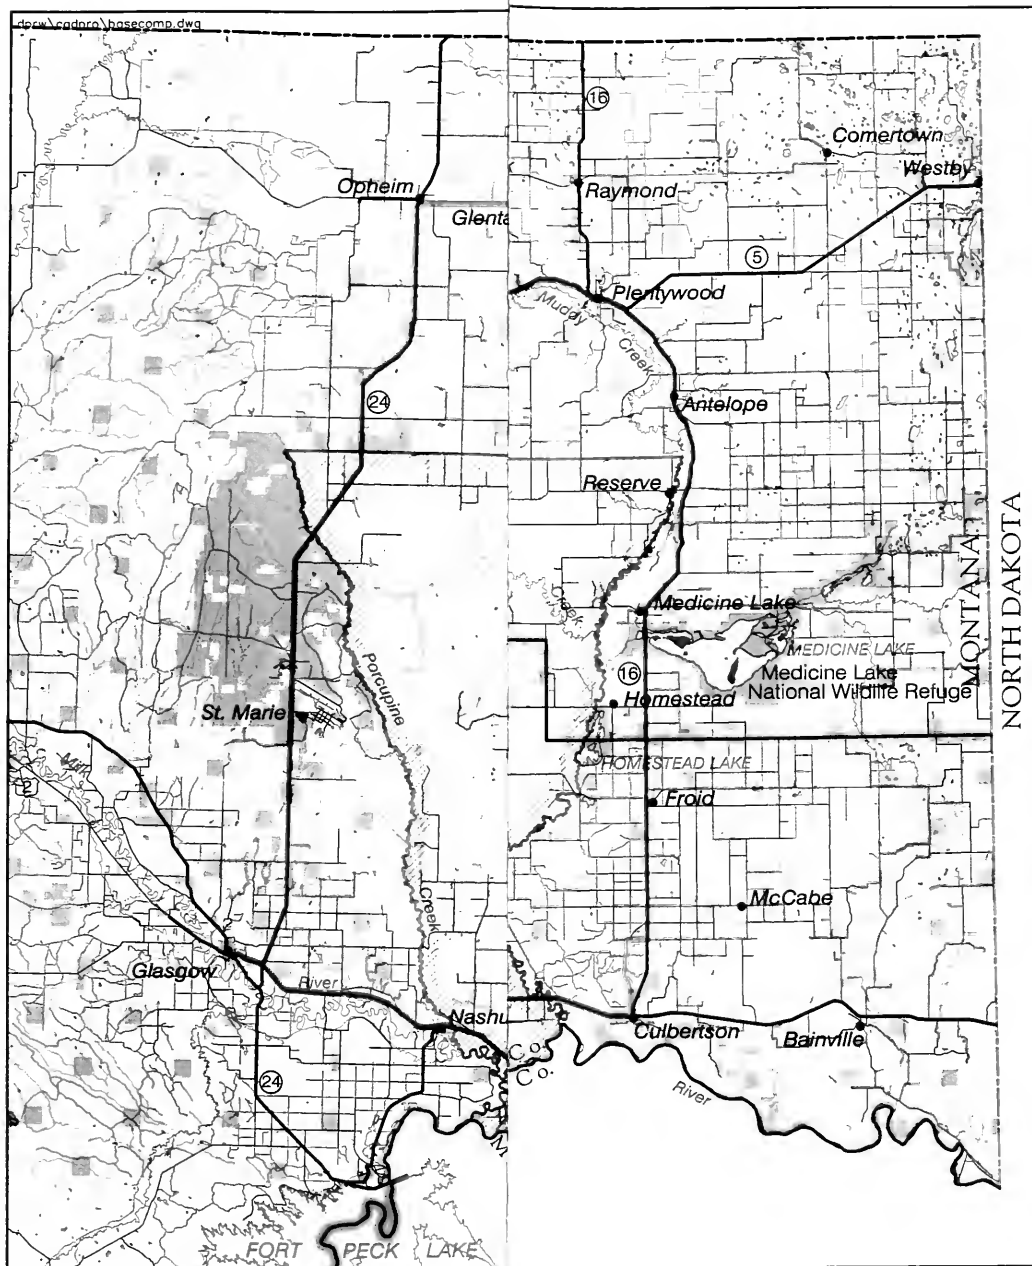 dprw\cadpro\basecomp.dwg
16
Comertown
Westby
Opheim
Raymond
Glenta
5
Plentywood
Muddy
Creek
24
Antelope
Reserve
MONTANA
NORTH DAKOTA
Creek
Medicine Lake
MEDICINE LAKE
Porcupine
16
Medicine Lake
National Wildlife Refuge
Homestead
St. Marie
HOMESTEAD LAKE
Milk
2
Froid
Creek
McCabe
Glasgow
River
Nashu
Culbertson
Bainville
Co.
Co.
24
River
M
FORT PECK LAKE